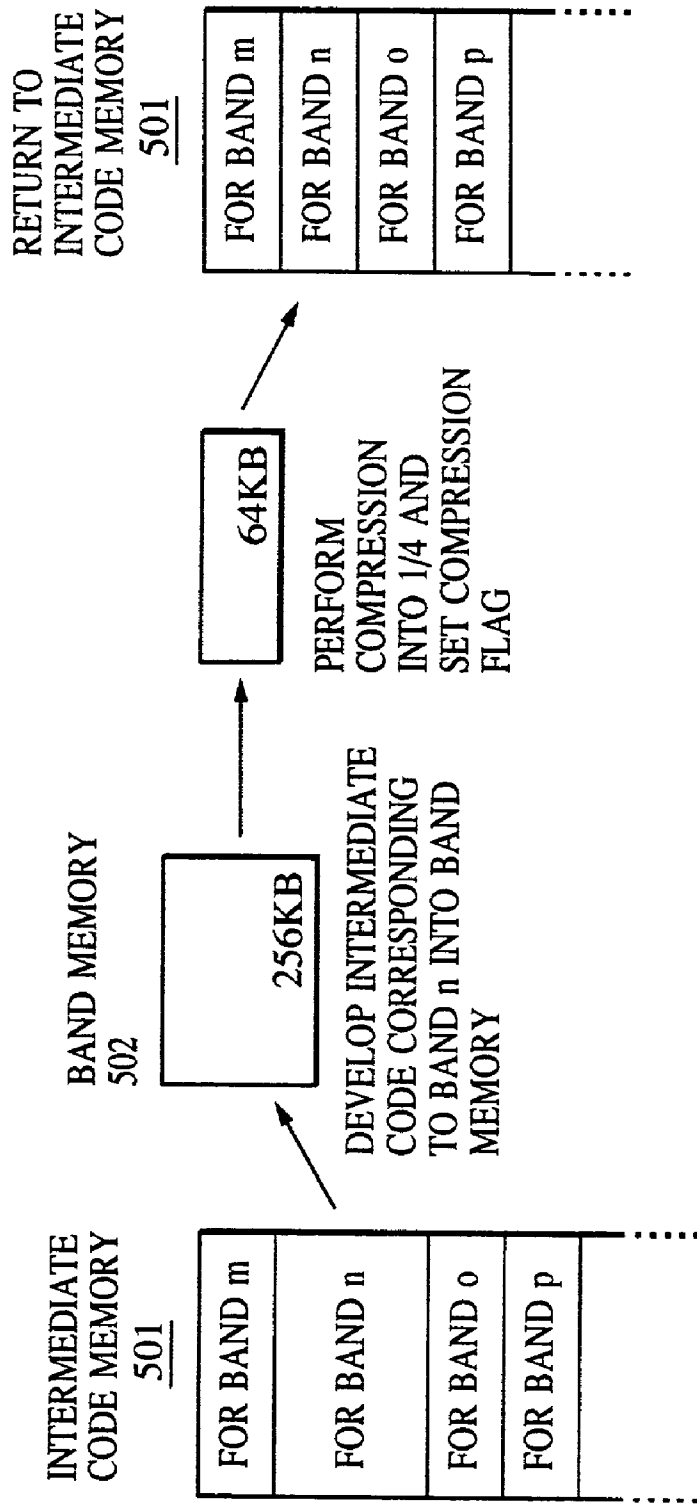 INTERMEDIATE
CODE MEMORY
501
FOR BAND m
FOR BAND n
FOR BAND o
FOR BAND p
BAND MEMORY
502
256KB
DEVELOP INTERMEDIATE
CODE CORRESPONDING
TO BAND n INTO BAND
MEMORY
64KB
PERFORM
COMPRESSION
INTO 1/4 AND
SET COMPRESSION
FLAG
RETURN TO
INTERMEDIATE
CODE MEMORY
501
FOR BAND m
FOR BAND n
FOR BAND o
FOR BAND p